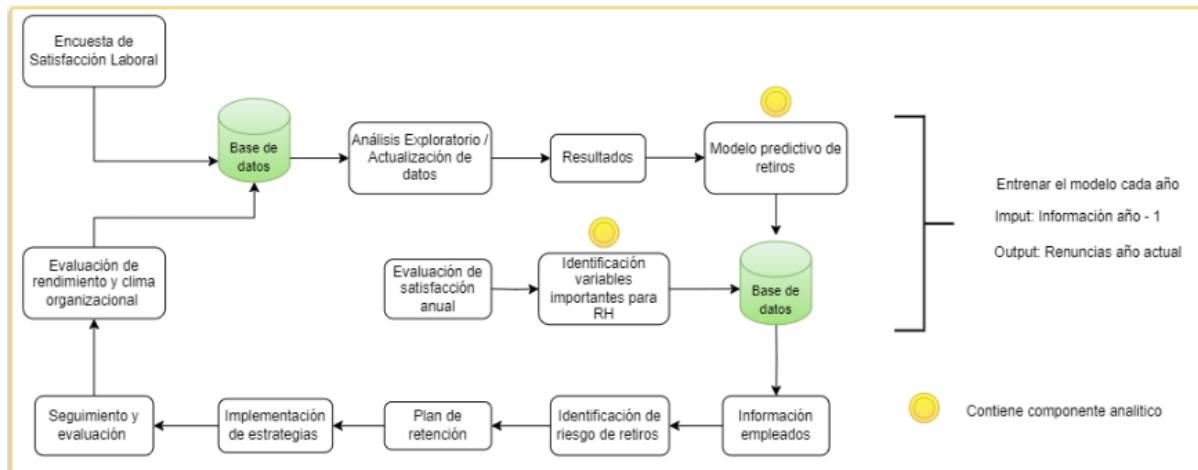 Encuesta de
Satisfacción Laboral
Base de
datos
Análisis Exploratorio /
Actualización de
datos
Resultados
Modelo predictivo de
retiros
Entrenar el modelo cada año
Imput: Información año - 1
Output: Renuncias año actual
Evaluación de
rendimiento y clima
organizacional
Evaluación de
satisfacción
anual
Identificación
variables
importantes para
RH
Base de
datos
Seguimiento y
evaluación
Implementación
de estrategias
Plan de
retención
Identificación de
riesgo de retiros
Información
empleados
Contiene componente analitico